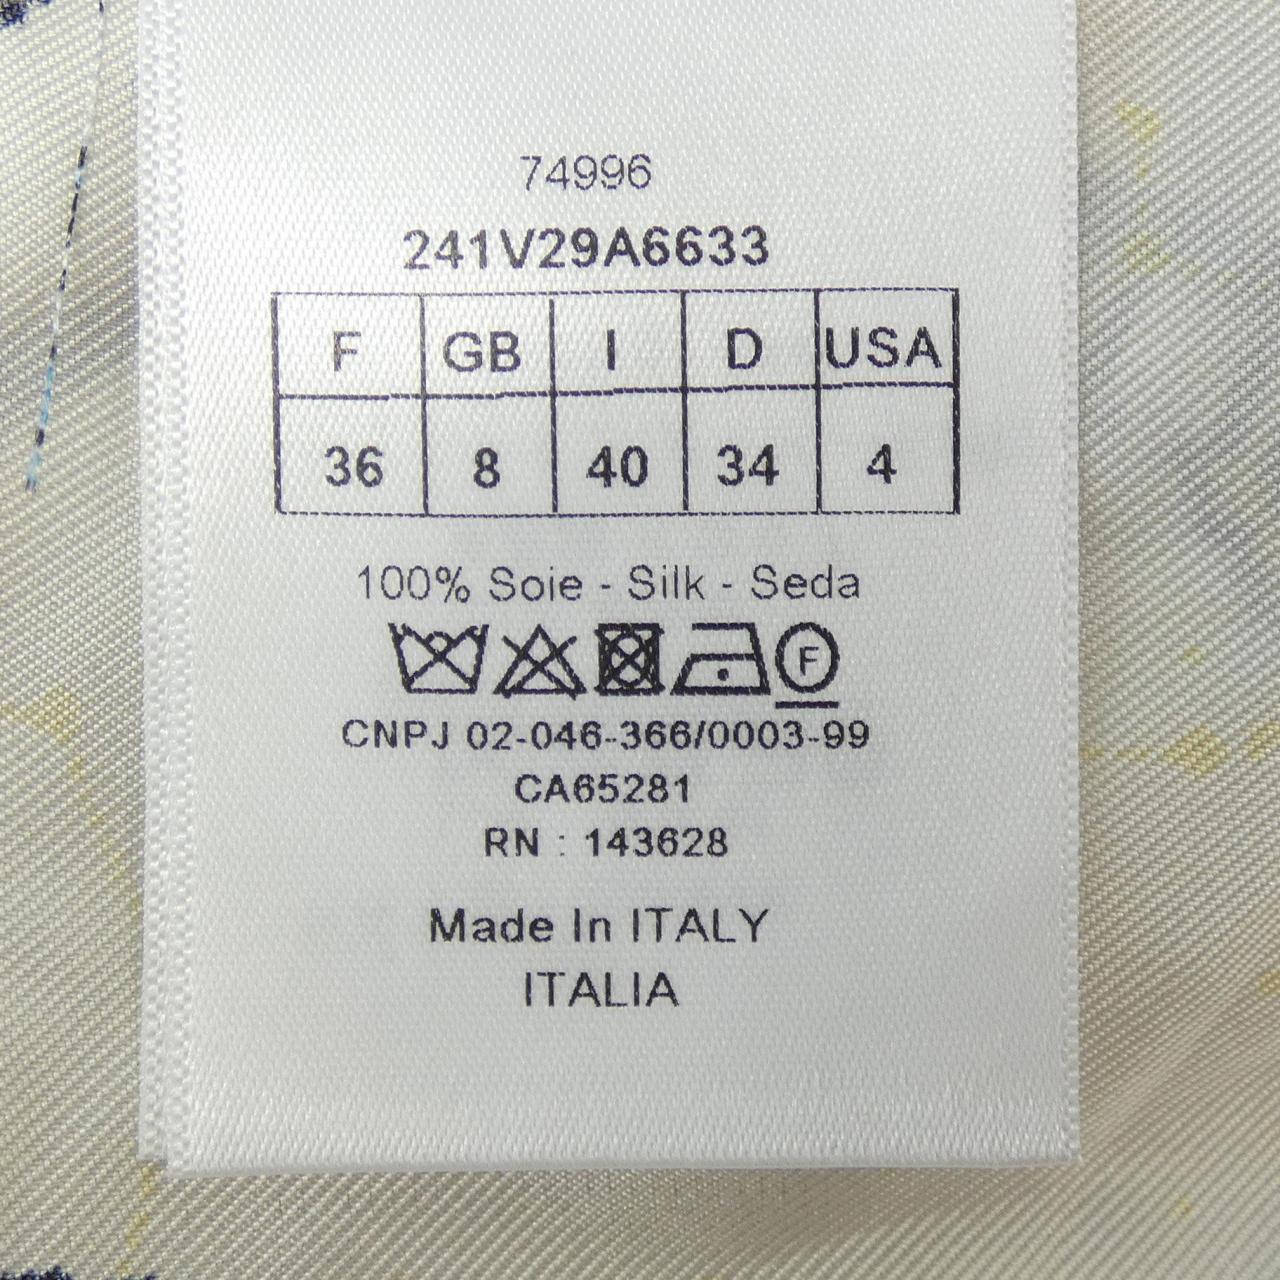 74996
241V29A6633
F GB I D USA
36 8 40 34 4
100% Soie - Silk - Seda
F
CNPJ 02-046-366/0003-99
CA65281
RN : 143628
Made In ITALY
ITALIA